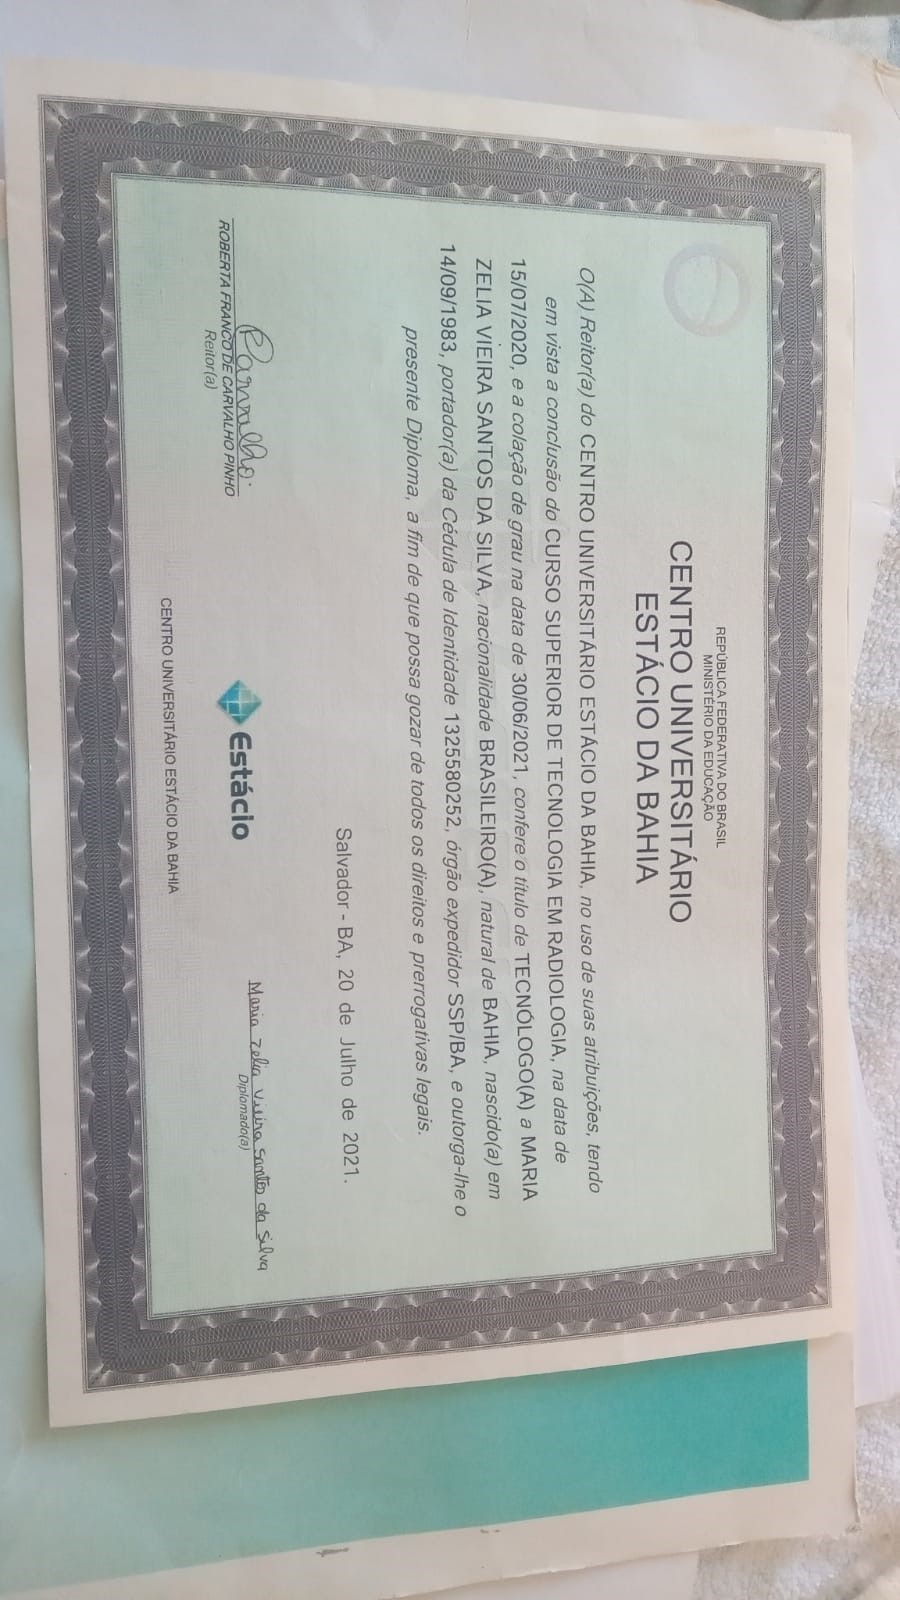 REPÚBLICA FEDERATIVA DO BRASIL
MINISTÉRIO DA EDUCAÇÃO
CENTRO UNIVERSITÁRIO
ESTÁCIO DA BAHIA
O(A) Reitor(a) do CENTRO UNIVERSITÁRIO ESTÁCIO DA BAHIA, no uso de suas atribuições, tendo
em vista a conclusão do CURSO SUPERIOR DE TECNOLOGIA EM RADIOLOGIA, na data de
15/07/2020, e a colação de grau na data de 30/06/2021, confere o título de TECNÓLOGO(A) a MARIA
ZELIA VIEIRA SANTOS DA SILVA, nacionalidade BRASILEIRO(A), natural de BAHIA, nascido(a) em
14/09/1983, portador(a) da Cédula de Identidade 1325580252, órgão expedidor SSP/BA, e outorga-lhe o
presente Diploma, a fim de que possa gozar de todos os direitos e prerrogativas legais.
Salvador - BA, 20 de Julho de 2021.
Carvalho
ROBERTA FRANCO DE CARVALHO PINHO
Reitor(a)
Estácio
Maria Zelia Vieira Santos da Silva
Diplomado(a)
CENTRO UNIVERSITÁRIO ESTÁCIO DA BAHIA